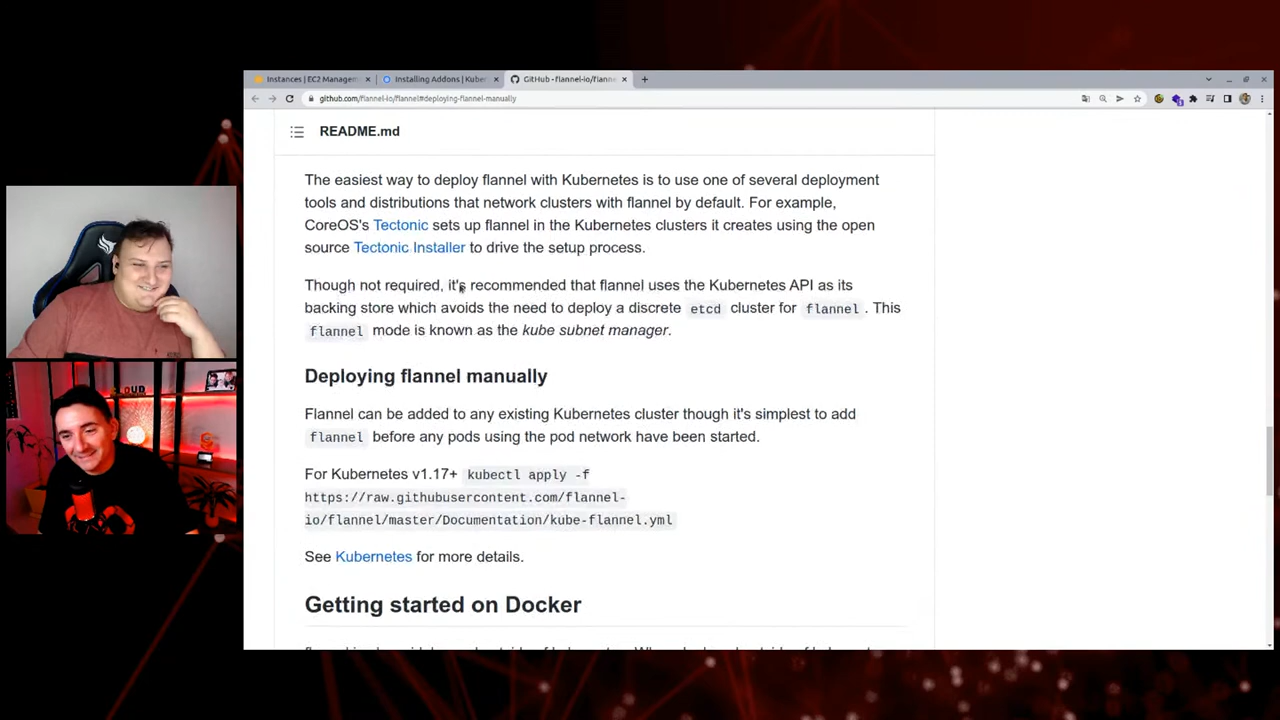 Instances | EC2 Managem
Installing Addons | Kuber
GitHub - flannel-io/flann
github.com/flannel-io/flannel#deploying-flannel-manually
README.md
The easiest way to deploy flannel with Kubernetes is to use one of several deployment
tools and distributions that network clusters with flannel by default. For example,
CoreOS's Tectonic sets up flannel in the Kubernetes clusters it creates using the open
source Tectonic Installer to drive the setup process.
Though not required, it's recommended that flannel uses the Kubernetes API as its
backing store which avoids the need to deploy a discrete etcd cluster for flannel . This
flannel mode is known as the kube subnet manager.
Deploying flannel manually
Flannel can be added to any existing Kubernetes cluster though it's simplest to add
flannel before any pods using the pod network have been started.
For Kubernetes v1.17+ kubectl apply -f
https://raw.githubusercontent.com/flannel-
io/flannel/master/Documentation/kube-flannel.yml
See Kubernetes for more details.
Getting started on Docker